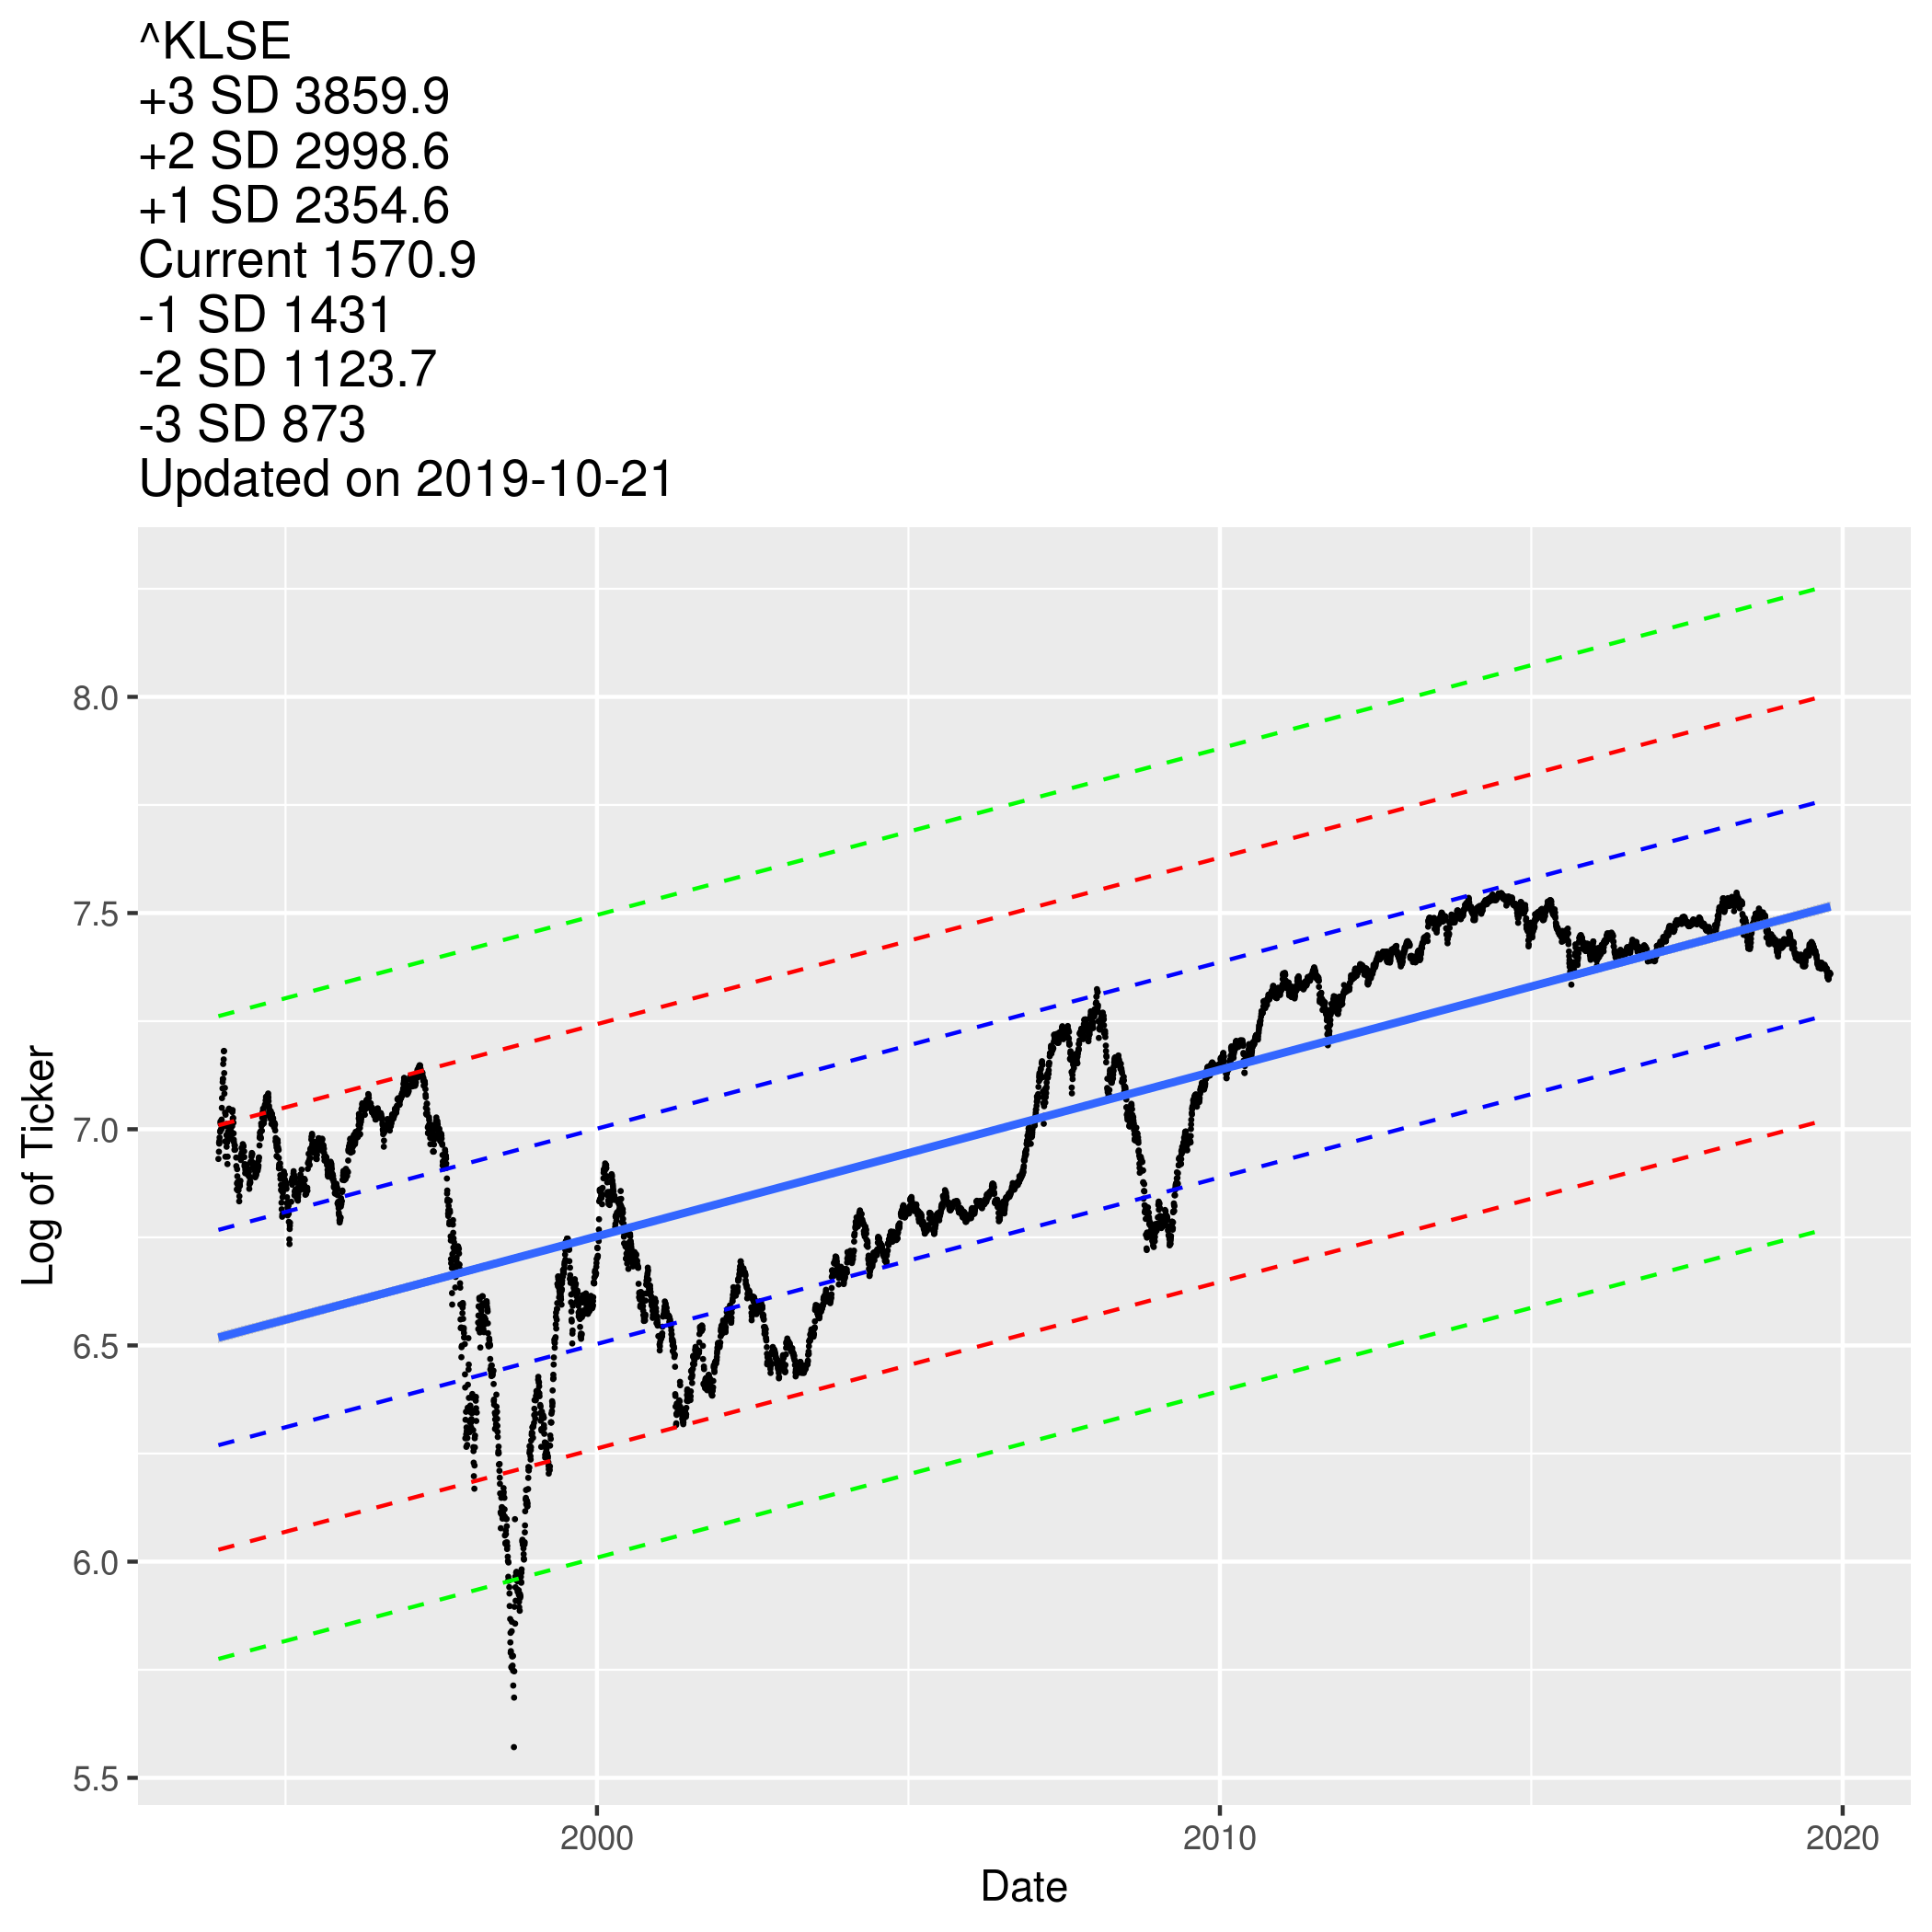 ^KLSE
+3 SD 3859.9
+2 SD 2998.6
+1 SD 2354.6
Current 1570.9
-1 SD 1431
-2 SD 1123.7
-3 SD 873
Updated on 2019-10-21
8.0
7.5
7.0
6.5
6.0
5.5
Log of Ticker
2000 2010 2020
Date